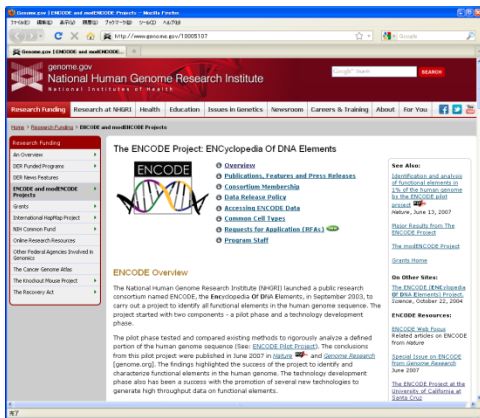 Genome.gov | ENCODE and modENCODE Projects - Mozilla Firefox
http://www.genome.gov/10005107
Google
Genome.gov | ENCODE and modENCODE...
genome.gov
National Human Genome Research Institute
National Institutes of Health
SEARCH
Research Funding
Research at NHGRI
Health
Education
Issues in Genetics
Newsroom
Careers & Training
About
For You
Home > Research Funding > ENCODE and modENCODE Projects
Research Funding
An Overview
DER Funded Programs
DER News Features
ENCODE and modENCODE
Projects
Grants
International HapMap Project
NIH Common Fund
Online Research Resources
Other Federal Agencies Involved in
Genomics
The Cancer Genome Atlas
The Knockout Mouse Project
The Recovery Act
The ENCODE Project: ENCyclopedia Of DNA Elements
ENCODE
Overview
Publications, Features and Press Releases
Consortium Membership
Data Release Policy
Accessing ENCODE Data
Common Cell Types
Requests for Application (RFAs)
Program Staff
ENCODE Overview
The National Human Genome Research Institute (NHGRI) launched a public research
consortium named ENCODE, the Encyclopedia Of DNA Elements, in September 2003, to
carry out a project to identify all functional elements in the human genome sequence. The
project started with two components - a pilot phase and a technology development
phase.
The pilot phase tested and compared existing methods to rigorously analyze a defined
portion of the human genome sequence (See: ENCODE Pilot Project). The conclusions
from this pilot project were published in June 2007 in Nature and Genome Research
[genome.org]. The findings highlighted the success of the project to identify and
characterize functional elements in the human genome. The technology development
phase also has been a success with the promotion of several new technologies to
generate high throughput data on functional elements.
See Also:
Identification and analysis
of functional elements in
1% of the human genome
by the ENCODE pilot
project
Nature, June 13, 2007
Major Results from The
ENCODE Project
The modENCODE Project
Grants Home
On Other Sites:
The ENCODE (ENCyclopedia
Of DNA Elements) Project,
Science, October 22, 2004
ENCODE Resources:
ENCODE Web Focus
Related articles on ENCODE
from Nature
Special Issue on ENCODE
from Genome Research
June 2007
The ENCODE Project at the
University of California at
Santa Cruz
完了